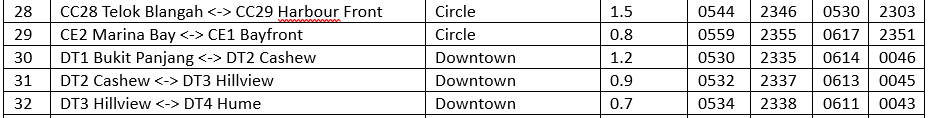 28 CC28 Telok Blangah <-> CC29 Harbour Front Circle 1.5 0544 2346 0530 2303
29 CE2 Marina Bay <-> CE1 Bayfront Circle 0.8 0559 2355 0617 2351
30 DT1 Bukit Panjang <-> DT2 Cashew Downtown 1.2 0530 2335 0614 0046
31 DT2 Cashew <-> DT3 Hillview Downtown 0.9 0532 2337 0613 0045
32 DT3 Hillview <-> DT4 Hume Downtown 0.7 0534 2338 0611 0043